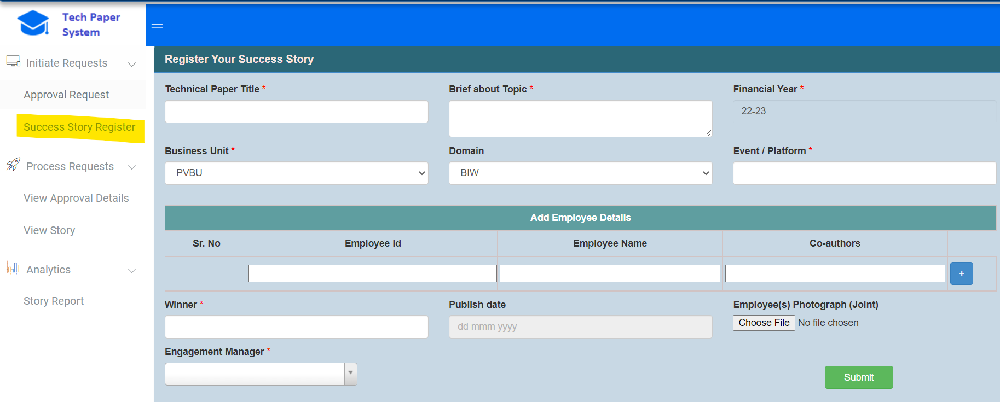 Tech Paper
System
Initiate Requests
Approval Request
Success Story Register
Process Requests
View Approval Details
View Story
Analytics
Story Report
Register Your Success Story
Technical Paper Title *
Brief about Topic *
Financial Year *
22-23
Business Unit *
Domain
Event / Platform *
PVBU
BIW
Add Employee Details
Sr. No
Employee Id
Employee Name
Co-authors
+
Winner *
Publish date
Employee(s) Photograph (Joint)
dd mmm yyyy
Choose File No file chosen
Engagement Manager *
Submit